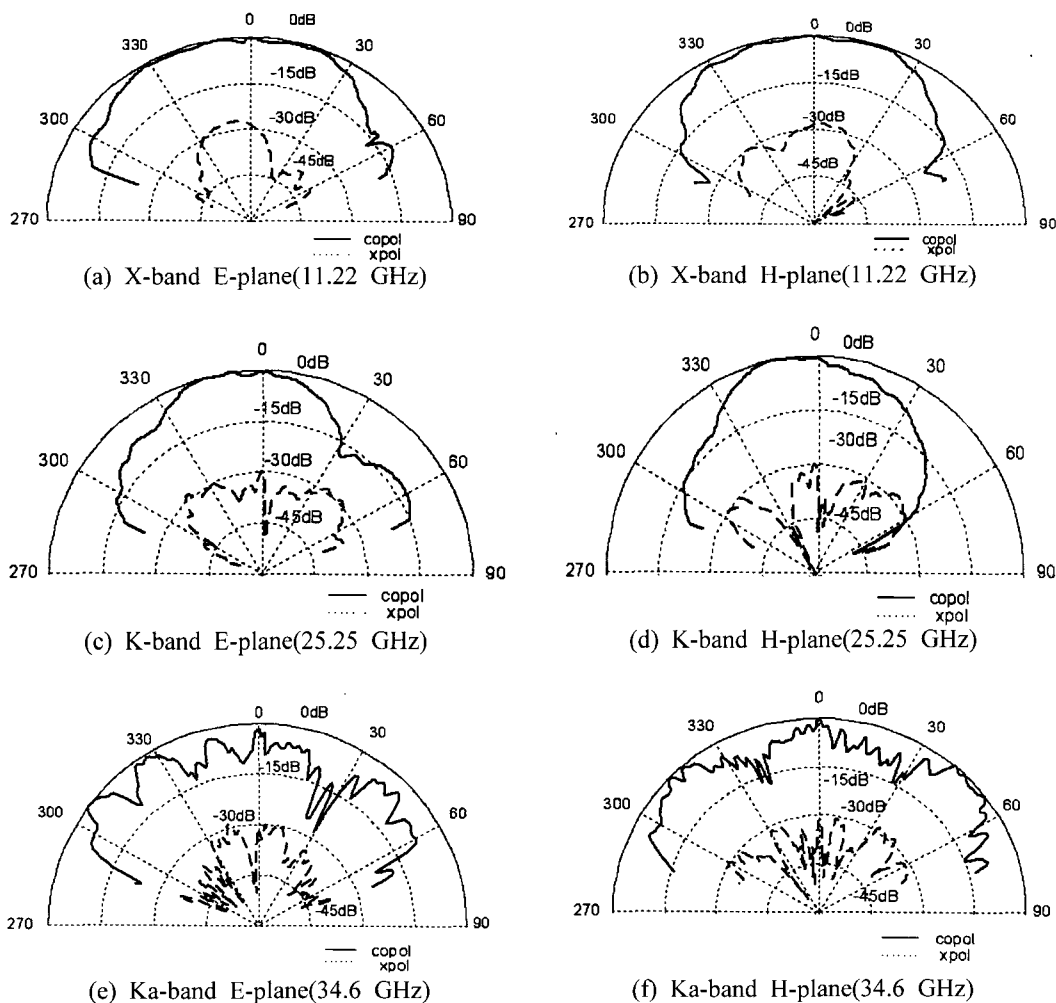 0 0dB
330 30
-15dB
-30dB
300 60
-45dB
270 90
copol
xpol
(a) X-band E-plane(11.22 GHz)
0 0dB
330 30
-15dB
-30dB
300 60
-45dB
270 90
copol
xpol
(b) X-band H-plane(11.22 GHz)
0 0dB
330 30
-15dB
-30dB
300 60
-45dB
270 90
copol
xpol
(c) K-band E-plane(25.25 GHz)
0 0dB
330 30
-15dB
-30dB
300 60
-45dB
270 90
copol
xpol
(d) K-band H-plane(25.25 GHz)
0 0dB
330 30
-15dB
-30dB
300 60
-45dB
270 90
copol
xpol
(e) Ka-band E-plane(34.6 GHz)
0 0dB
330 30
-15dB
-30dB
300 60
-45dB
270 90
copol
xpol
(f) Ka-band H-plane(34.6 GHz)